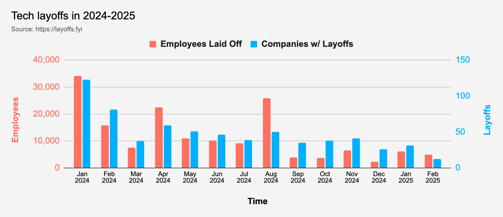 Tech layoffs in 2024-2025
Source: https://layoffs.fyi
Employees Laid Off Companies w/ Layoffs
40,000 150
30,000
100
20,000
50
10,000
0 0
Employees
Layoffs
Jan Feb Mar Apr May Jun Jul Aug Sep Oct Nov Dec Jan Feb
2024 2024 2024 2024 2024 2024 2024 2024 2024 2024 2024 2024 2025 2025
Time